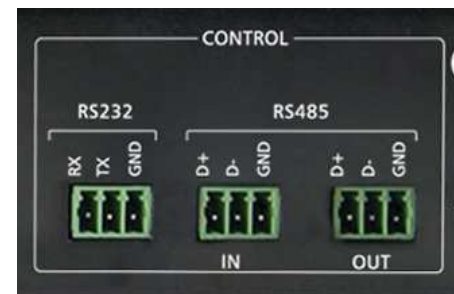 CONTROL
RS232 RS485
RX TX GND D+ D- GND D+ D- GND
IN OUT